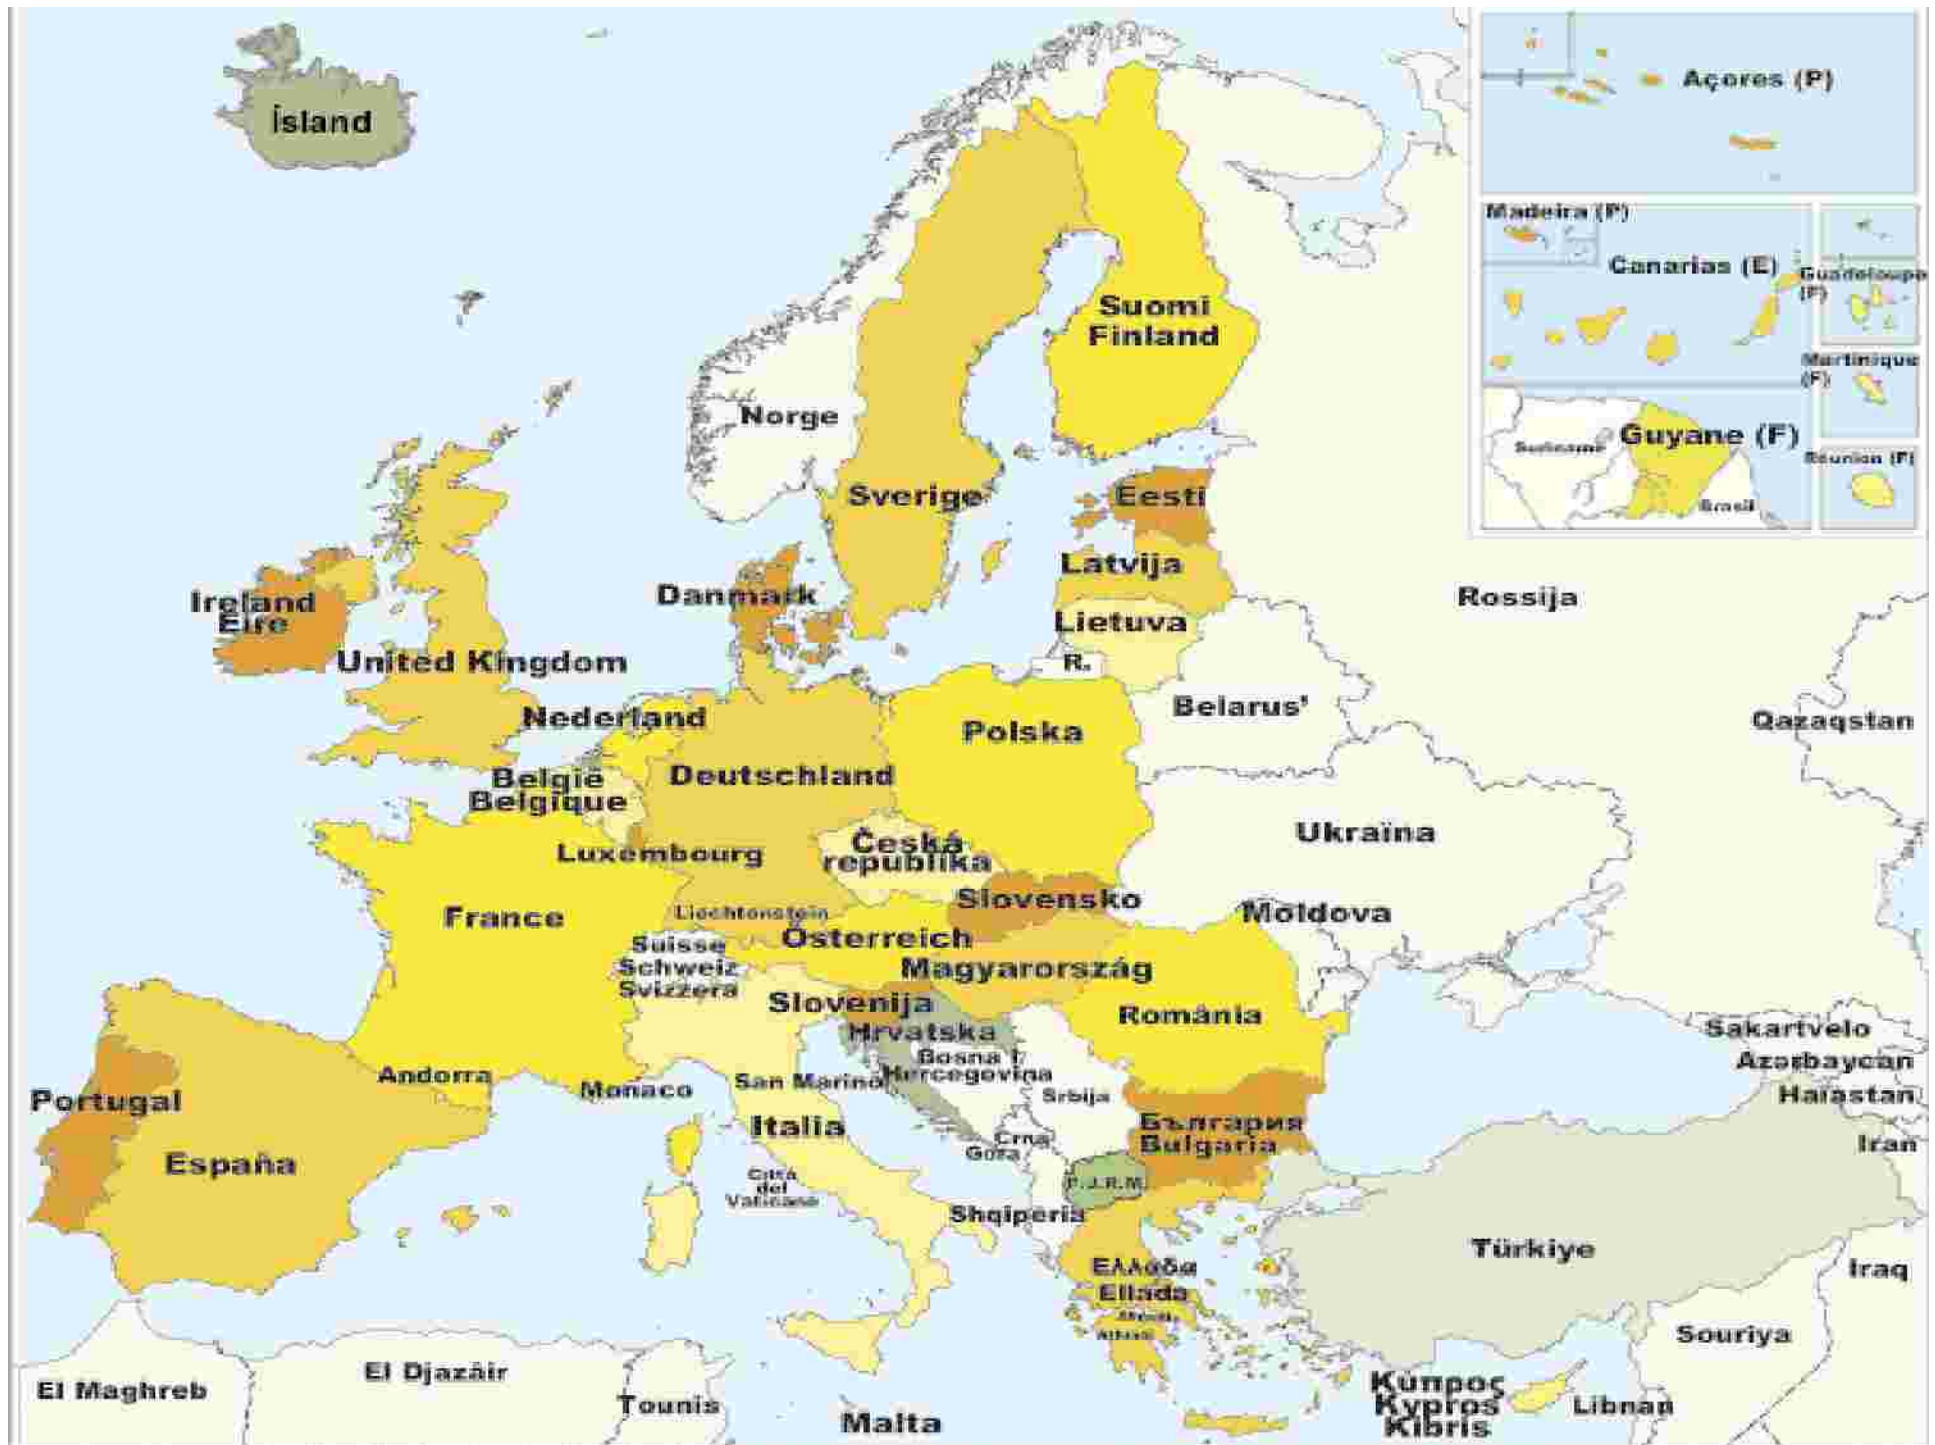 Ísland
Açores (P)
Madeira (P)
Canarias (E)
Guadeloupe
(F)
Martinique
(F)
Guyane (F)
Suriname
Brasil
Réunion (F)
Suomi
Finland
Norge
Sverige
Eesti
Latvija
Lietuva
R.
Danmark
Ireland
Éire
United Kingdom
Rossija
Nederland
Polska
Belarus'
Qazaqstan
België
Belgique
Deutschland
Luxembourg
Česká
republika
Ukraïna
France
Liechtenstein
Slovensko
Moldova
Suisse
Schweiz
Svizzera
Österreich
Magyarország
Slovenija
Hrvatska
România
Sakartvelo
Azərbaycan
Haïastan
Iran
Andorra
Monaco
San Marino
Bosna i
Hercegovina
Srbija
Portugal
España
Italia
Città
del
Vaticano
Crna
Gora
България
Bulgaria
F.J.R.M.
Shqipëria
Ελλαδα
Ellada
Türkiye
Iraq
Souriya
El Maghreb
El Djazâir
Tounis
Malta
Κύπρος
Kypros
Kibris
Libnan